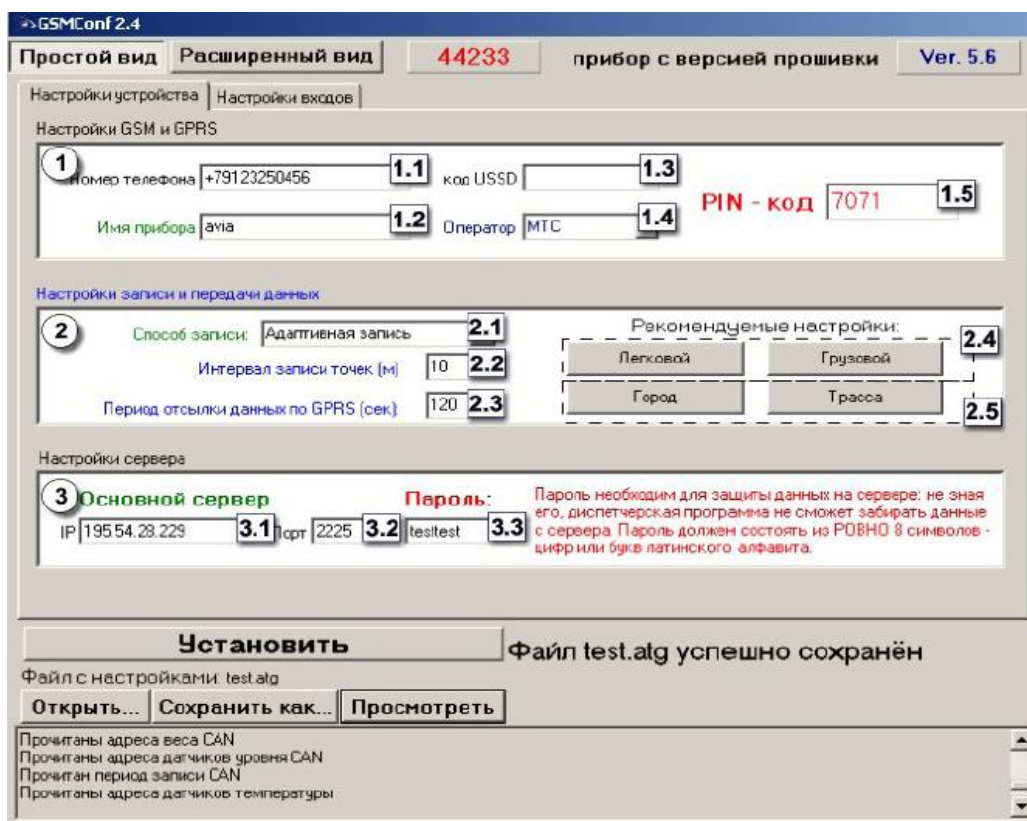 GSMConf 2.4
Простой вид Расширенный вид 44233 прибор с версией прошивки Ver. 5.6
Настройки устройства Настройки входов
Настройки GSM и GPRS
1 Номер телефона +79123250456 1.1 код USSD 1.3 PIN - код 7071 1.5
Имя прибора avia 1.2 Оператор МТС 1.4
Настройки записи и передачи данных
2 Способ записи: Адаптивная запись 2.1 Рекомендуемые настройки: 2.4
Интервал записи точек (м) 10 2.2 Легковой Грузовой
Период отсылки данных по GPRS (сек) 120 2.3 Город Трасса 2.5
Настройки сервера
3 Основной сервер Пароль:
IP 195.54.28.229 3.1 Порт 2225 3.2 testtest 3.3
Пароль необходим для защиты данных на сервере: не зная
его, диспетчерская программа не сможет забирать данные
с сервера. Пароль должен состоять из РОВНО 8 символов -
цифр или букв латинского алфавита.
Установить Файл test.atg успешно сохранён
Файл с настройками: test.atg
Открыть... Сохранить как... Просмотреть
Прочитаны адреса веса CAN
Прочитаны адреса датчиков уровня CAN
Прочитан период записи CAN
Прочитаны адреса датчиков температуры